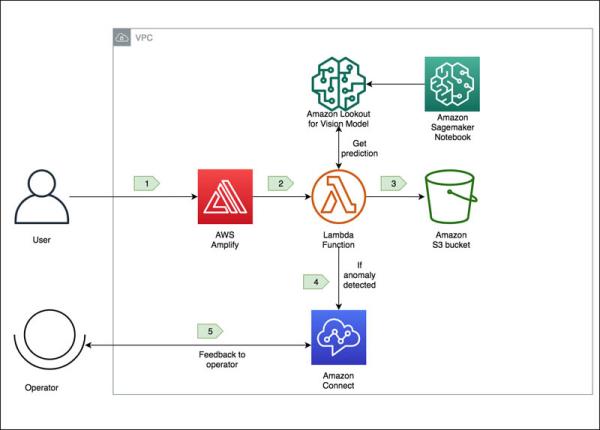 VPC
Amazon Lookout
for Vision Model
Amazon
Sagemaker
Notebook
Get
prediction
1
2
3
User
AWS
Amplify
Lambda
Function
Amazon
S3 bucket
If
anomaly
detected
4
5
Feedback to
operator
Operator
Amazon
Connect